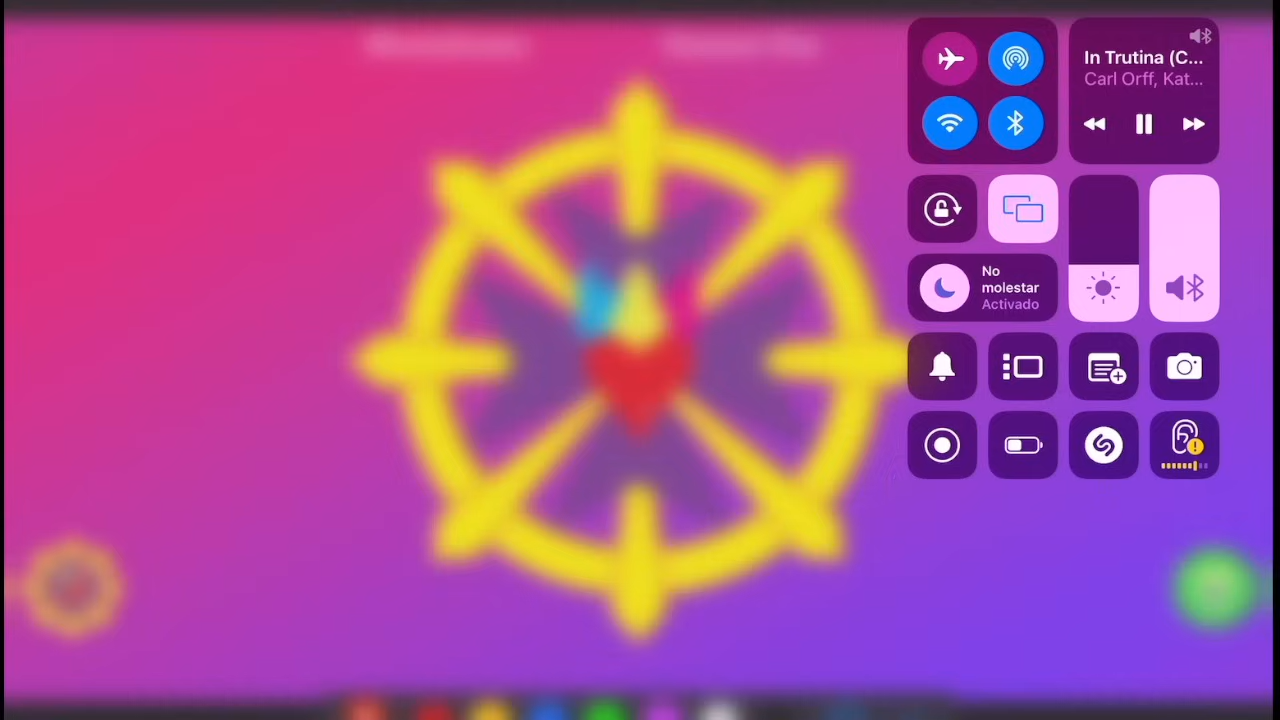 In Trutina (C...
Carl Orff, Kat...
No
molestar
Activado